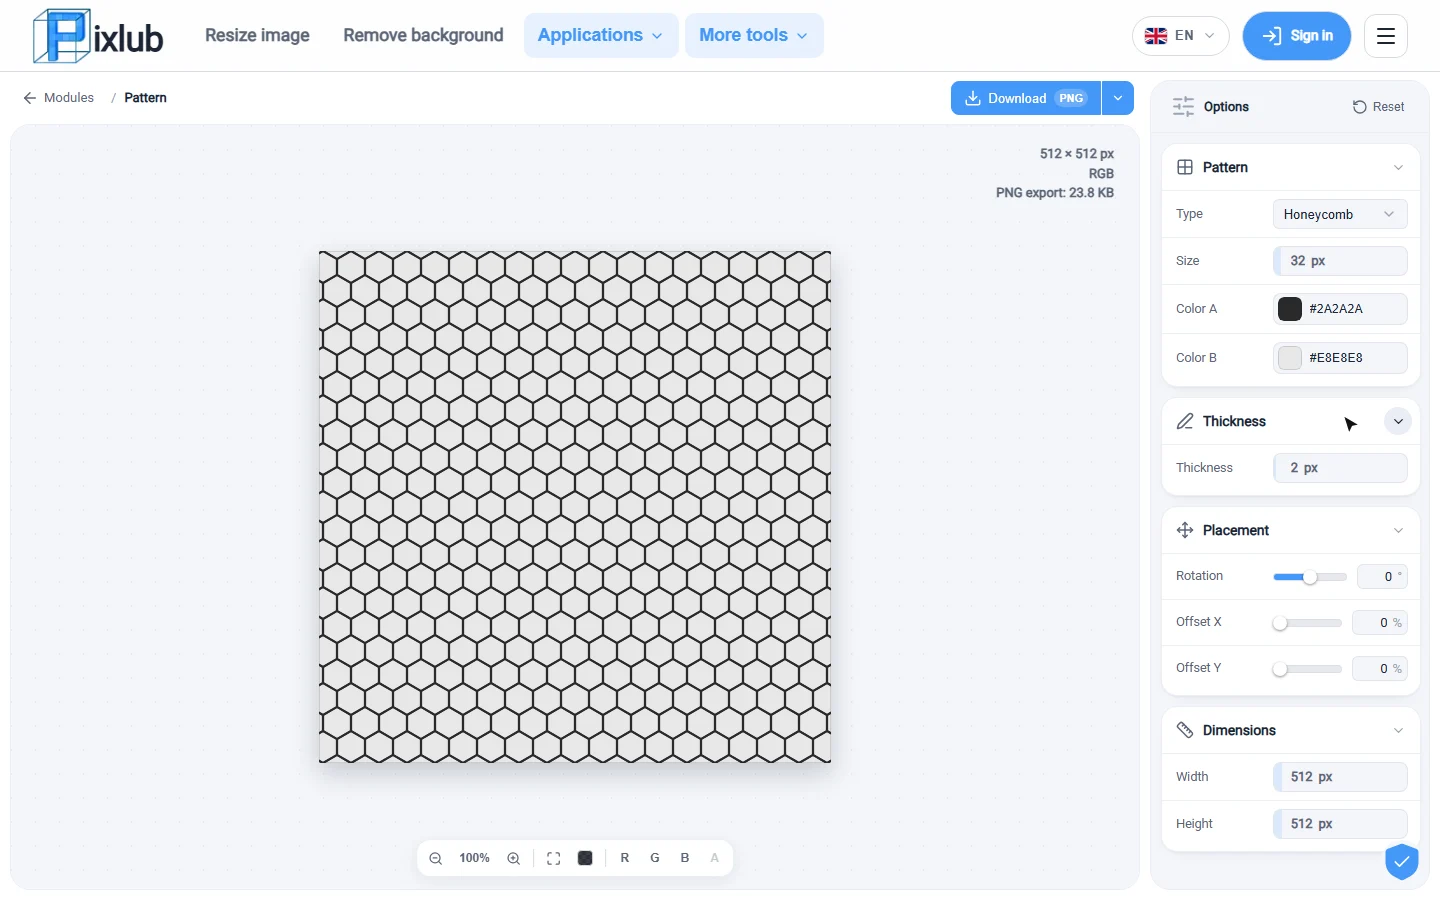 Pixlub
Resize image
Remove background
Applications
More tools
EN
Sign in
Modules / Pattern
Download PNG
512 × 512 px
RGB
PNG export: 23.8 KB
100%
R G B A
Options
Reset
Pattern
Type
Honeycomb
Size
32 px
Color A
#2A2A2A
Color B
#E8E8E8
Thickness
Thickness
2 px
Placement
Rotation
0 °
Offset X
0 %
Offset Y
0 %
Dimensions
Width
512 px
Height
512 px